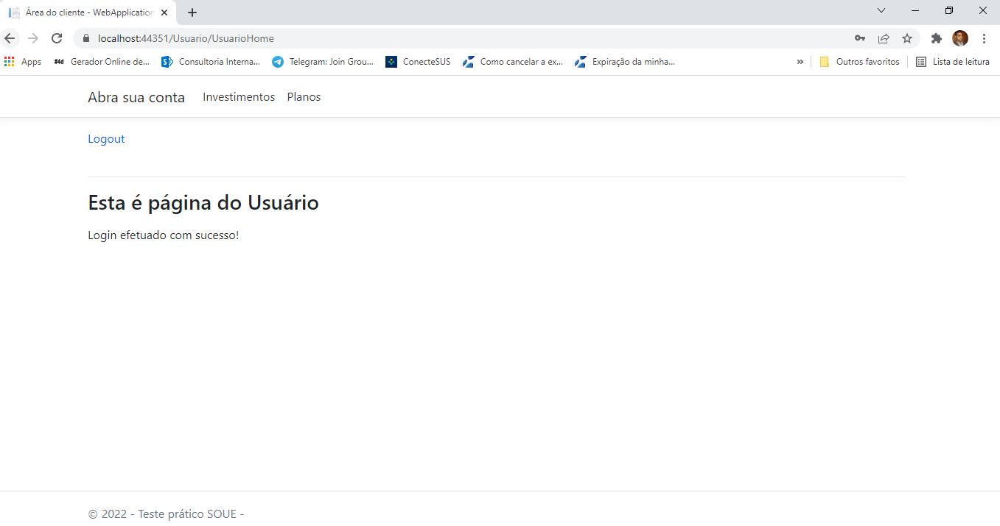 Área do cliente - WebApplication
localhost:44351/Usuario/UsuarioHome
Apps #4d Gerador Online de... Consultoria Interna... Telegram: Join Grou... ConecteSUS Como cancelar a ex... Expiração da minha... » Outros favoritos Lista de leitura
Abra sua conta Investimentos Planos
Logout
Esta é página do Usuário
Login efetuado com sucesso!
© 2022 - Teste prático SOUE -